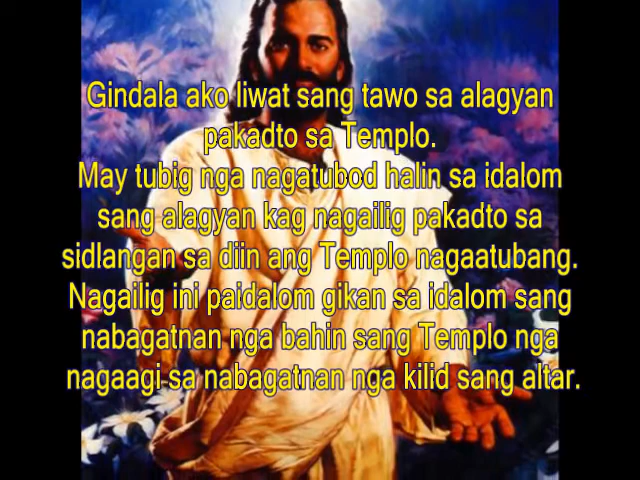 Gindala ako liwat sang tawo sa alagyan
pakadto sa Templo.
May tubig nga nagatubod halin sa idalom
sang alagyan kag nagailig pakadto sa
sidlangan sa diin ang Templo nagaatubang.
Nagailig ini paidalom gikan sa idalom sang
nabagatnan nga bahin sang Templo nga
nagaagi sa nabagatnan nga kilid sang altar.